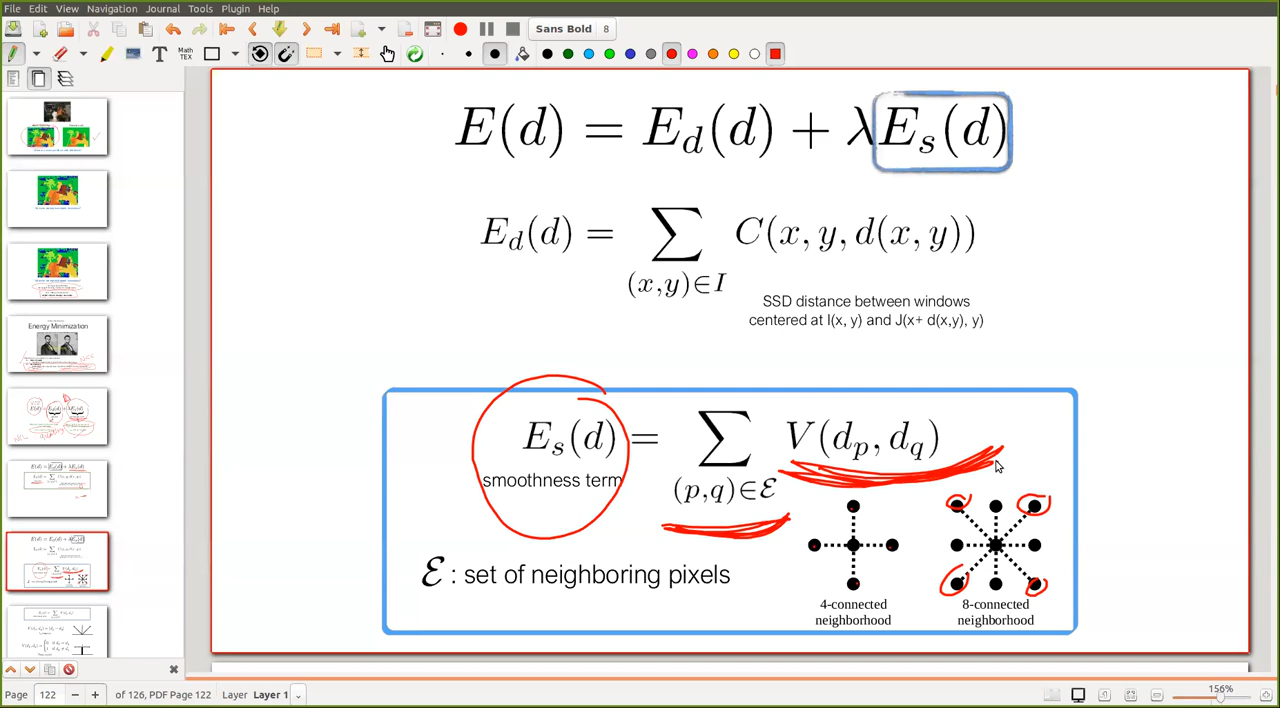 File Edit View Navigation Journal Tools Plugin Help
Sans Bold 8
Math TEX
E(d) = E_d(d) + λE_s(d)
E_d(d) = ∑ C(x, y, d(x, y))
(x,y)∈I
SSD distance between windows
centered at I(x, y) and J(x+ d(x,y), y)
E_s(d) = ∑ V(d_p, d_q)
smoothness term
(p,q)∈ℰ
ℰ : set of neighboring pixels
4-connected
neighborhood
8-connected
neighborhood
Energy Minimization
Page 122 − + of 126, PDF Page 122 Layer Layer 1
156%